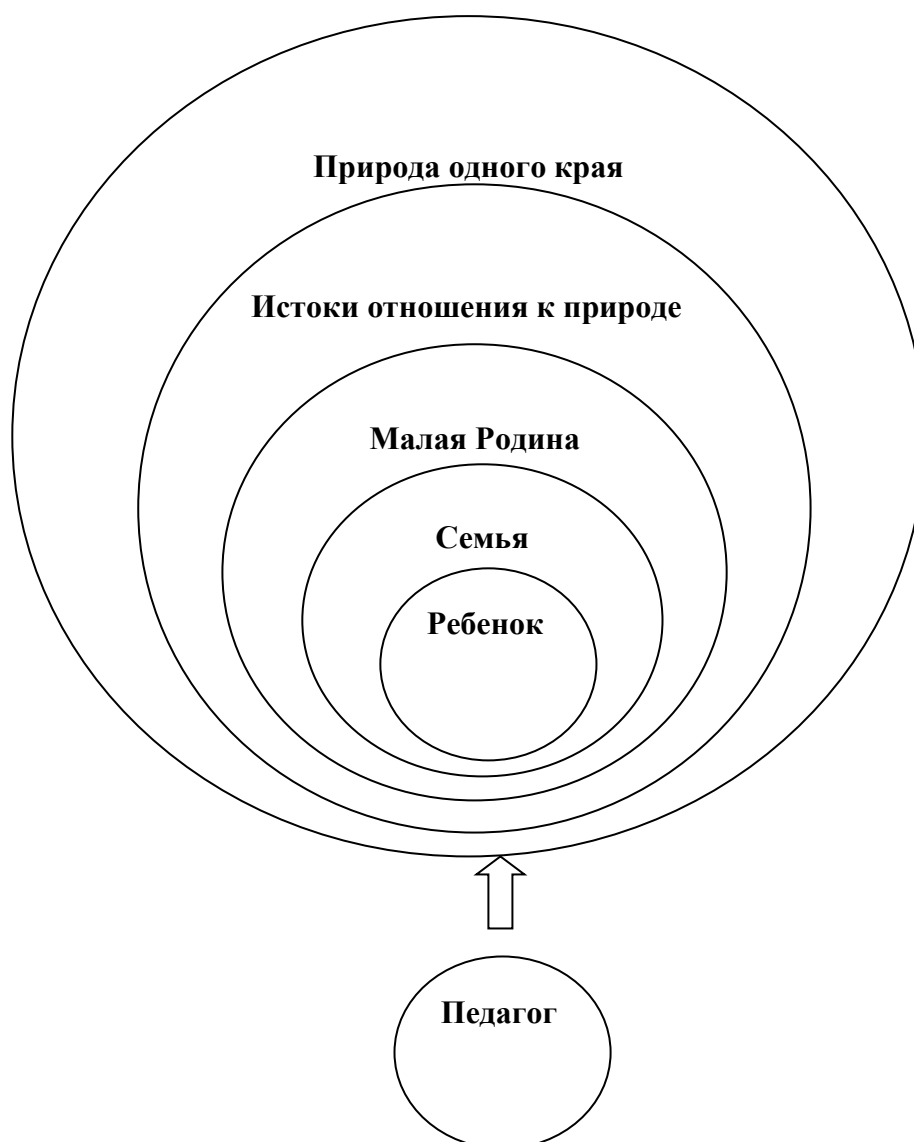 Природа одного края
Истоки отношения к природе
Малая Родина
Семья
Ребенок
Педагог